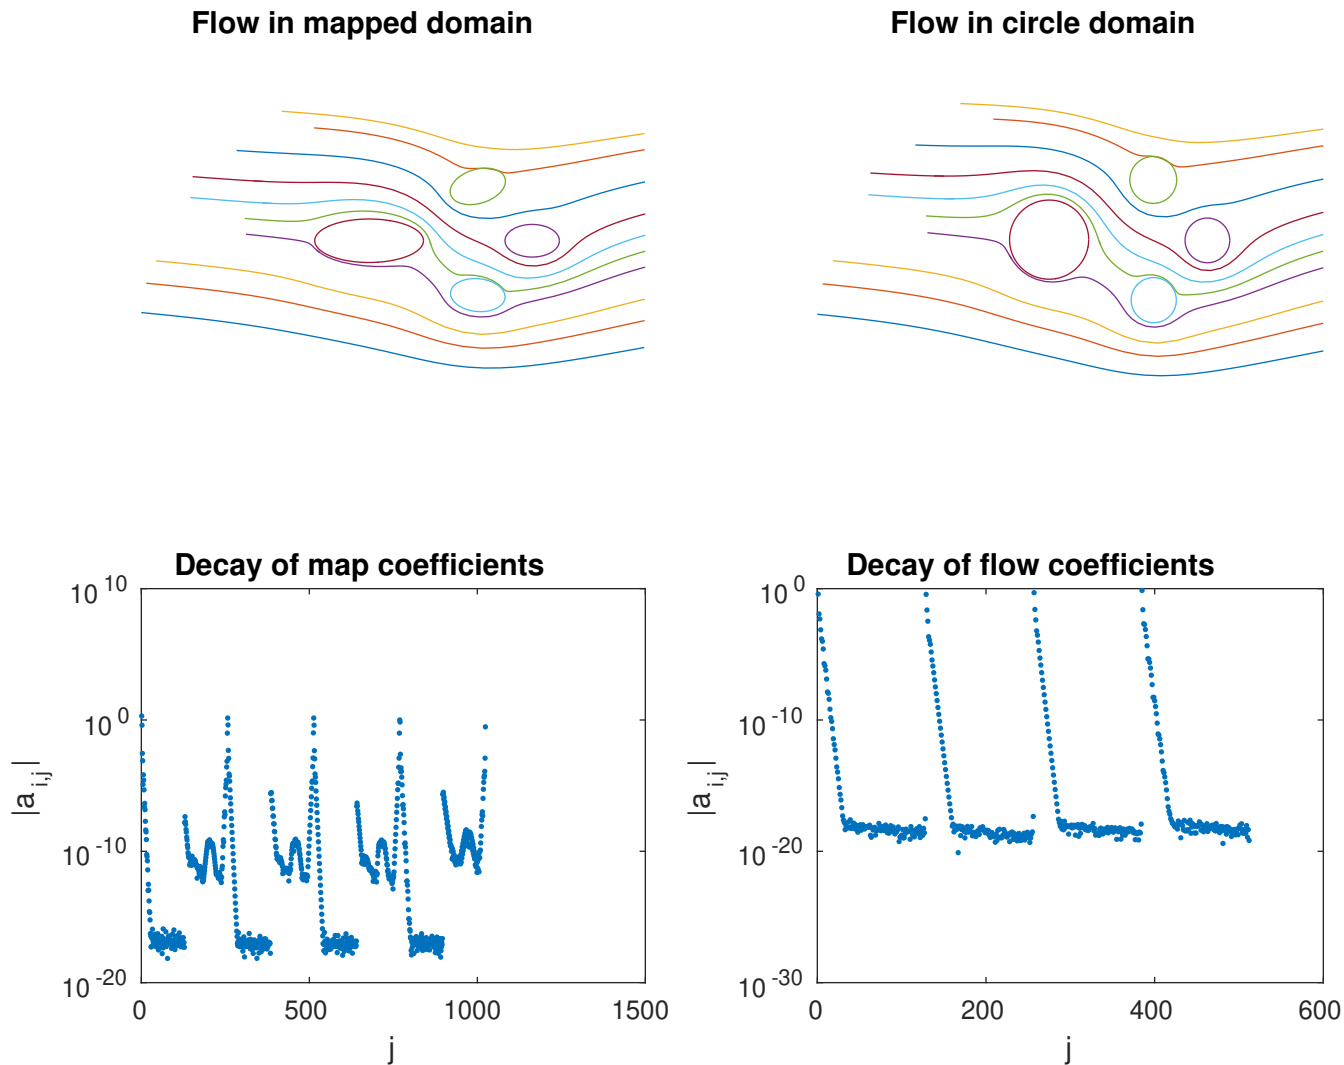 Flow in mapped domain
Flow in circle domain
Decay of map coefficients
10^10
10^0
10^-10
10^-20
|a_i,j|
0 500 1000 1500
j
Decay of flow coefficients
10^0
10^-10
10^-20
10^-30
|a_i,j|
0 200 400 600
j